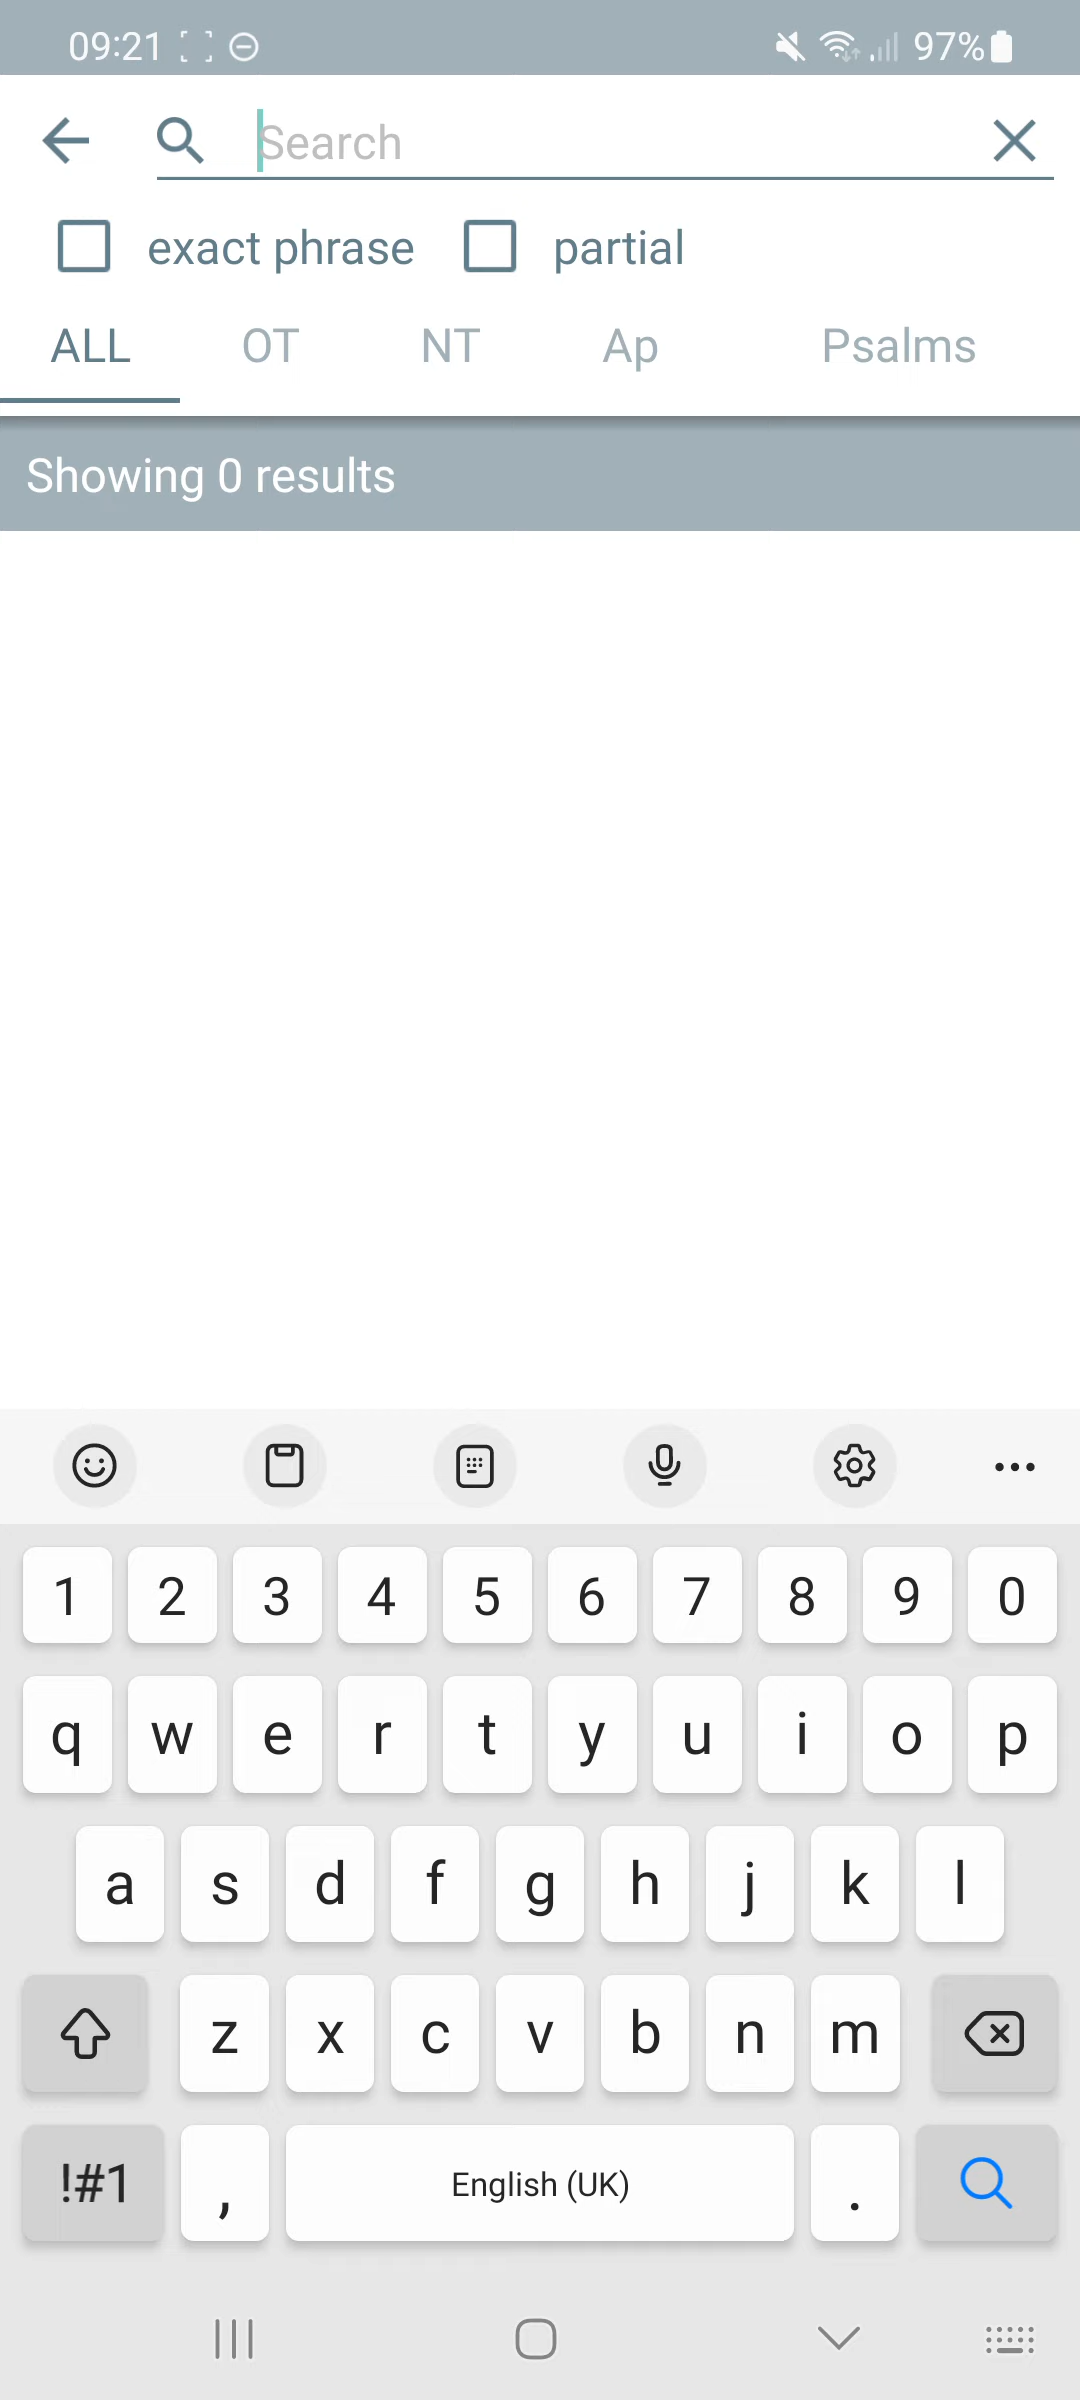 09:21 97%
Search
exact phrase partial
ALL OT NT Ap Psalms
Showing 0 results
1 2 3 4 5 6 7 8 9 0
q w e r t y u i o p
a s d f g h j k l
z x c v b n m
!#1 , English (UK) .